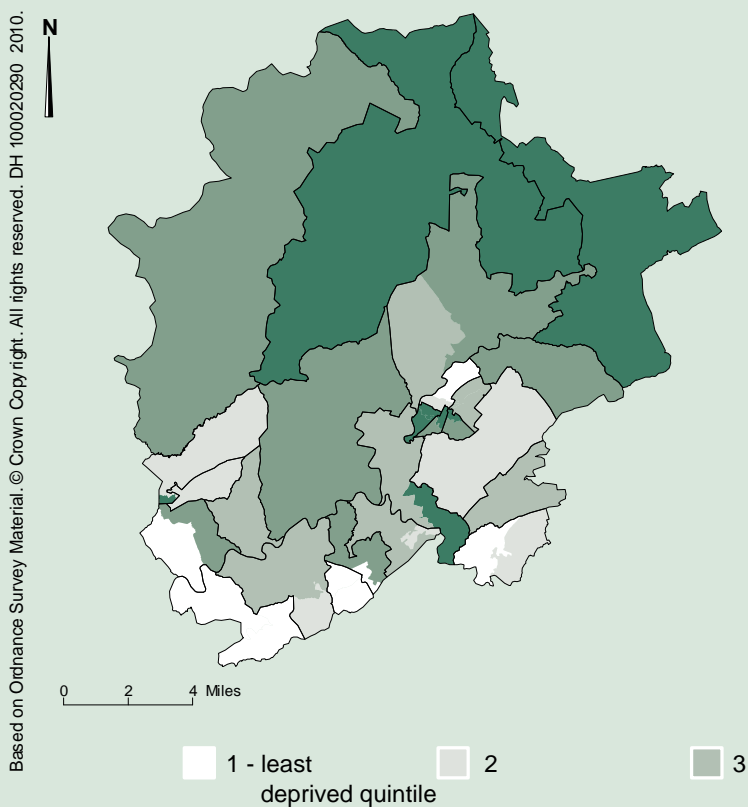 Based on Ordnance Survey Material. © Crown Copyright. All rights reserved. DH 100020290 2010.
N
0 2 4 Miles
1 - least
deprived quintile
2
3